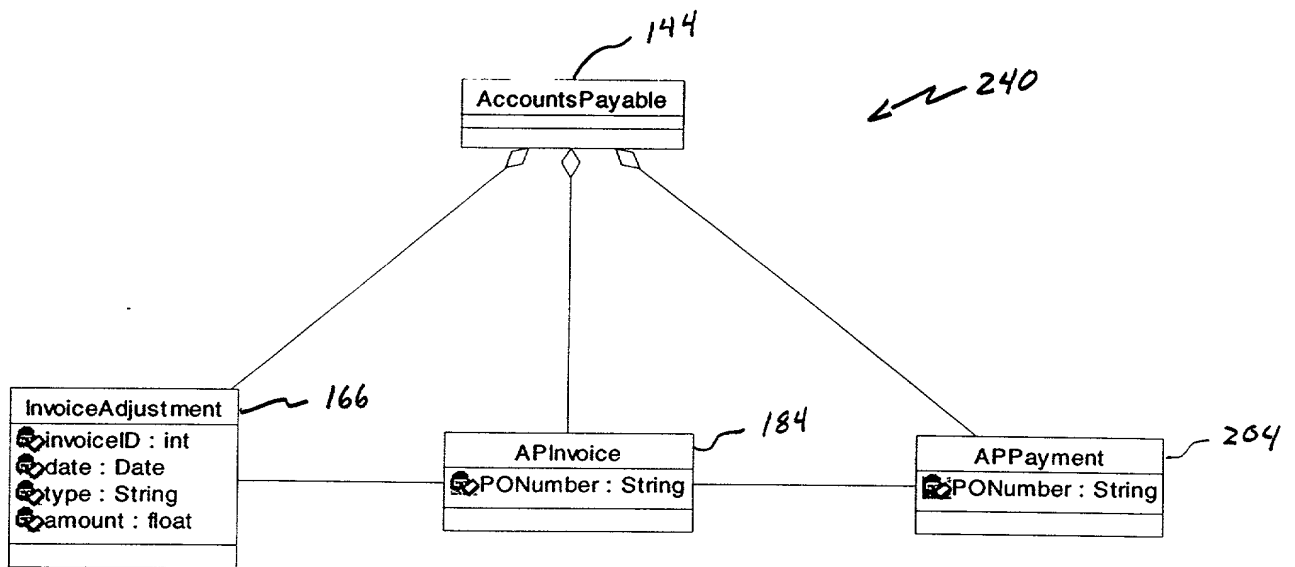 144
240
AccountsPayable
InvoiceAdjustment
166
invoiceID : int
date : Date
type : String
amount : float
APInvoice
184
PONumber : String
APPayment
204
PONumber : String